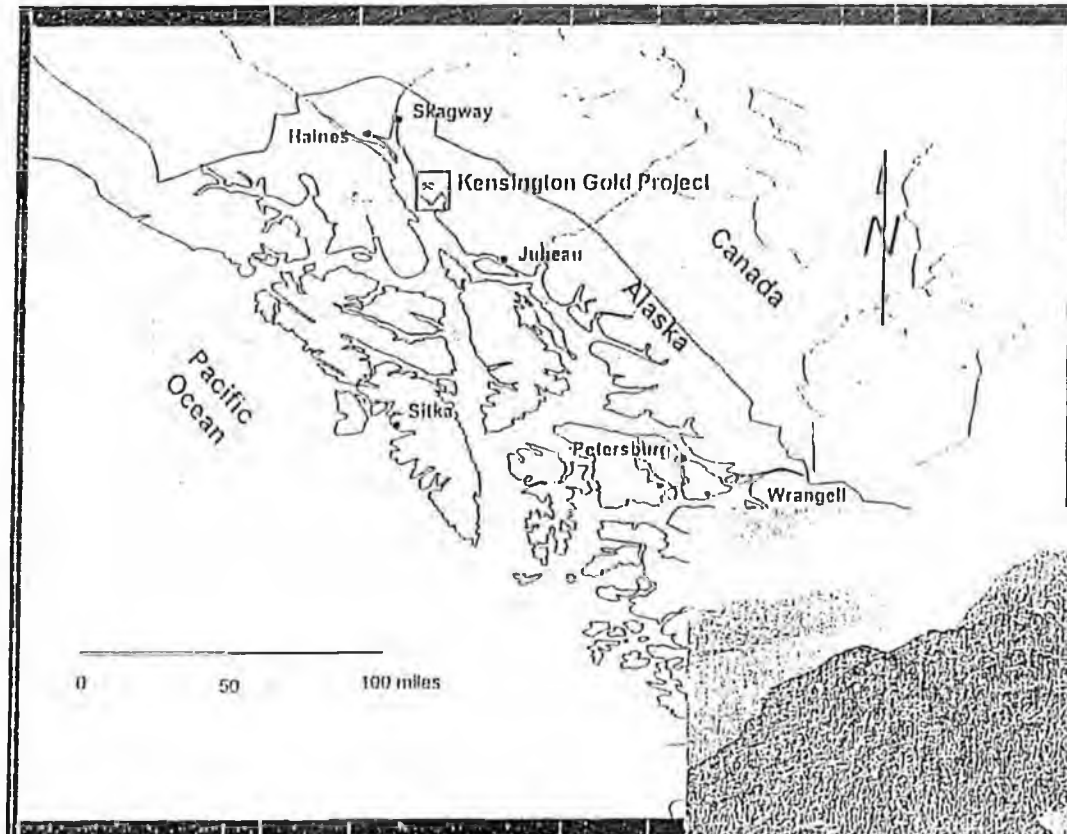 Skagway
Haines
Kensington Gold Project
Juneau
Canada
Alaska
N
Pacific
Ocean
Sitka
Petersburg
Wrangell
0 50 100 miles